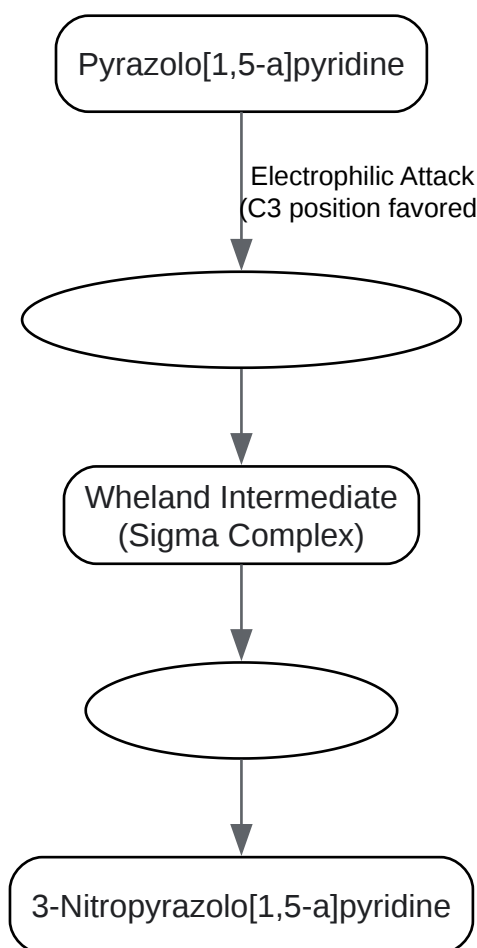 Pyrazolo[1,5-a]pyridine
Electrophilic Attack
(C3 position favored
Wheland Intermediate
(Sigma Complex)
3-Nitropyrazolo[1,5-a]pyridine